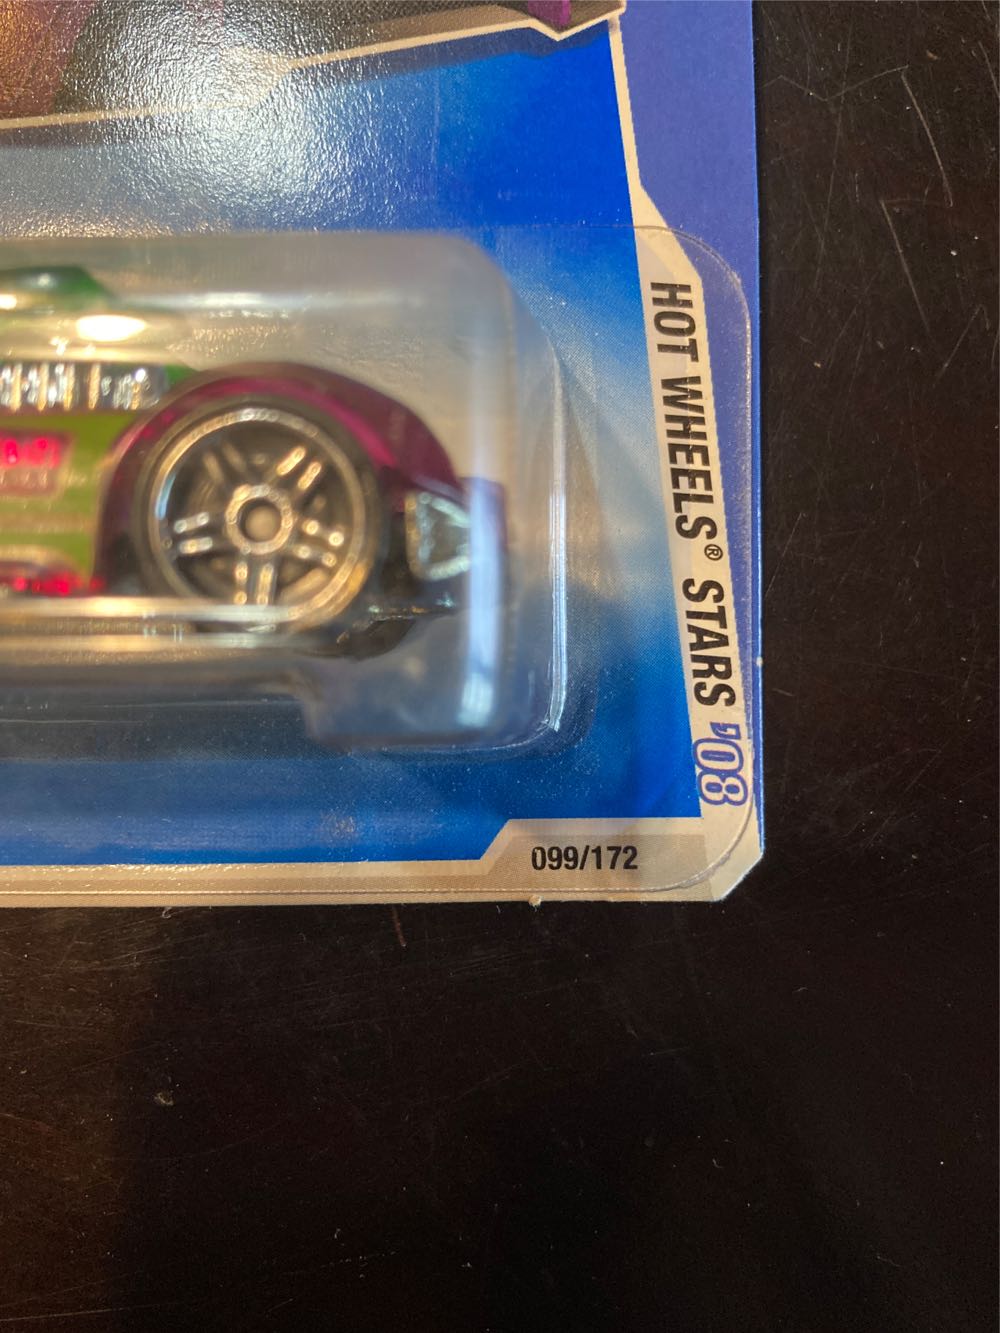 HOT WHEELS® STARS '08
099/172